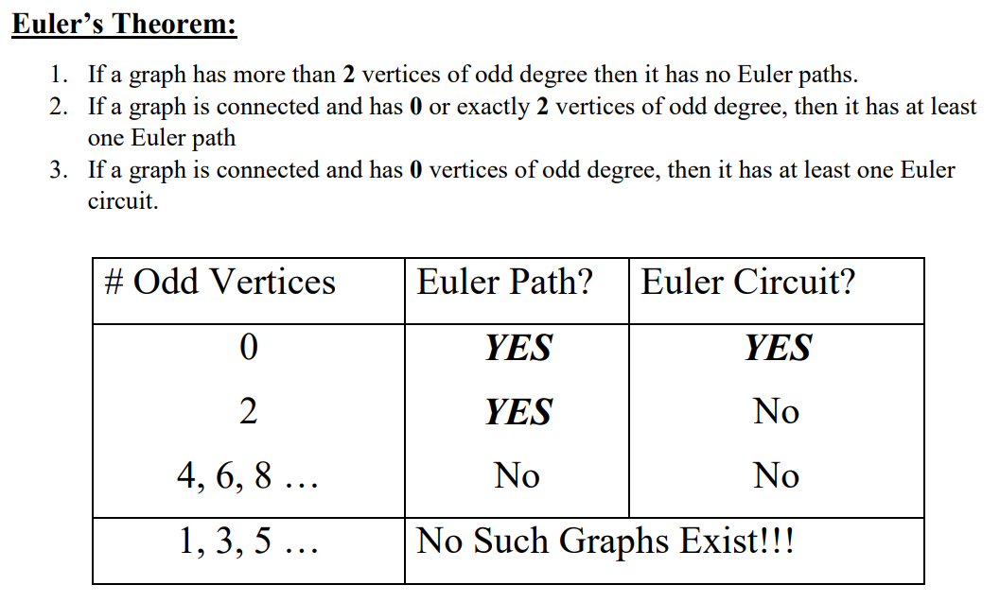 Euler’s Theorem:
1. If a graph has more than 2 vertices of odd degree then it has no Euler paths.
2. If a graph is connected and has 0 or exactly 2 vertices of odd degree, then it has at least
one Euler path
3. If a graph is connected and has 0 vertices of odd degree, then it has at least one Euler
circuit.
# Odd Vertices Euler Path? Euler Circuit?
0 YES YES
2 YES No
4, 6, 8 … No No
1, 3, 5 … No Such Graphs Exist!!!